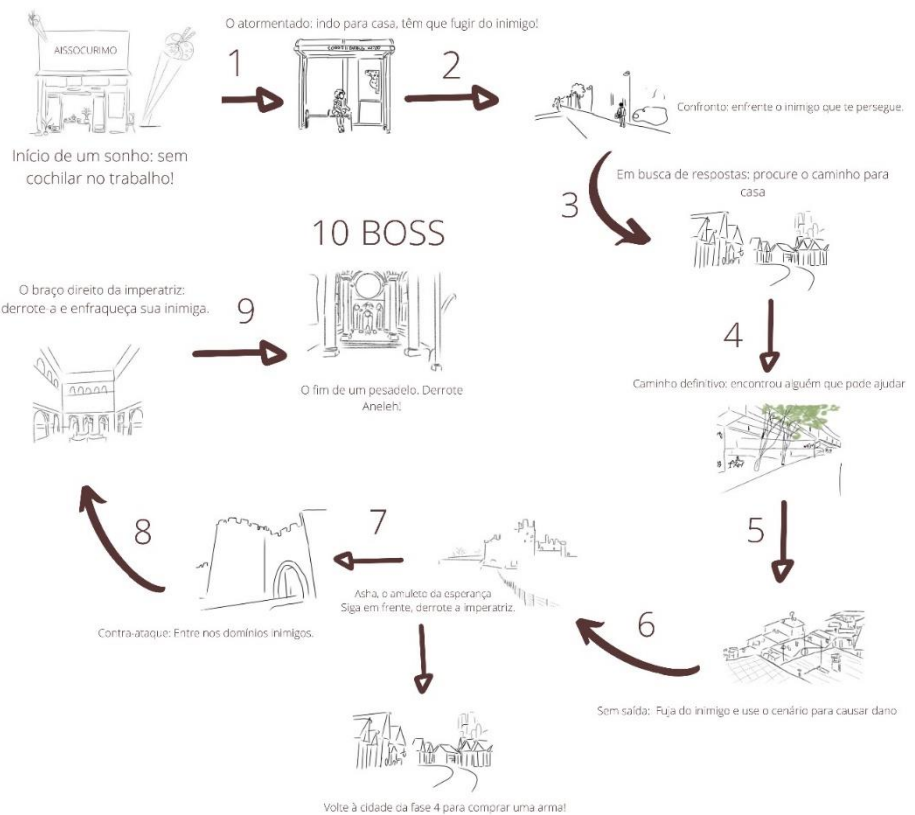 AISSOCURIMO
Início de um sonho: sem
cochilar no trabalho!
1
O atormentado: indo para casa, têm que fugir do inimigo!
2
Confronto: enfrente o inimigo que te persegue.
3
Em busca de respostas: procure o caminho para
casa
4
Caminho definitivo: encontrou alguém que pode ajudar
5
Sem saída: Fuja do inimigo e use o cenário para causar dano
6
Asha, o amuleto da esperança
Siga em frente, derrote a imperatriz.
Volte à cidade da fase 4 para comprar uma arma!
7
Contra-ataque: Entre nos domínios inimigos.
8
O braço direito da imperatriz:
derrote-a e enfraqueça sua inimiga.
9
10 BOSS
O fim de um pesadelo. Derrote
Aneleh!